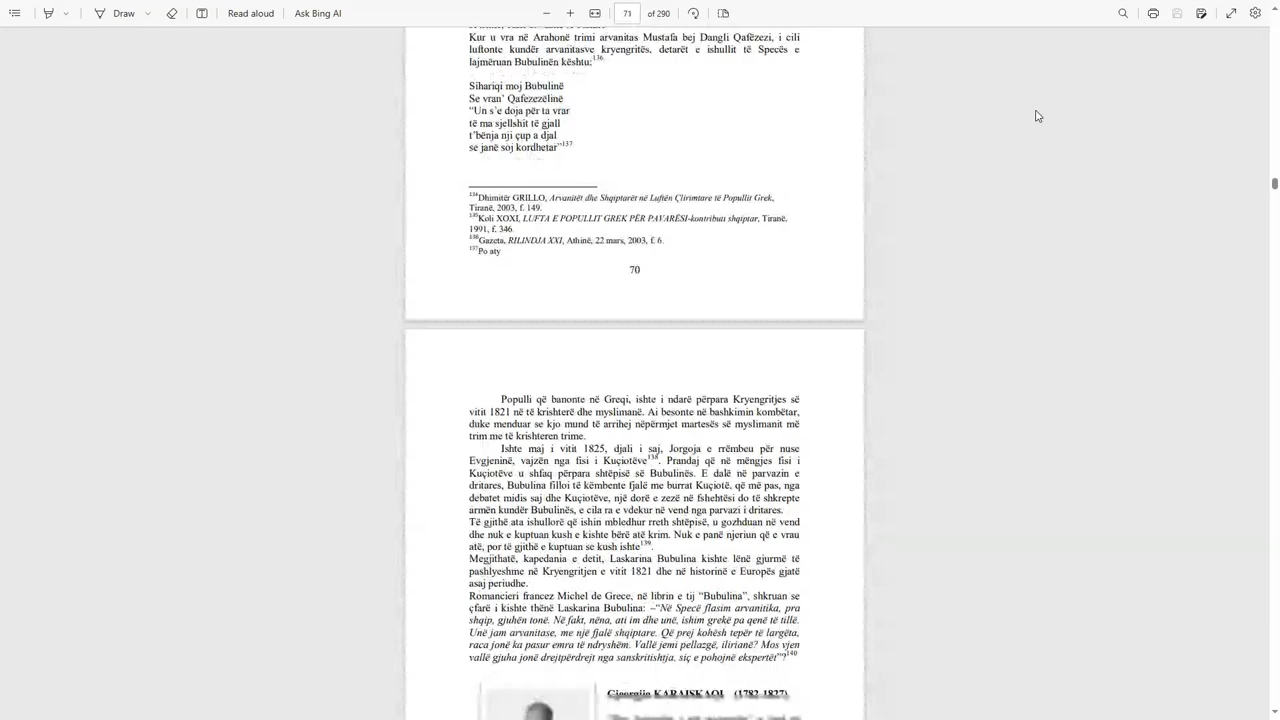 Draw
Read aloud
Ask Bing AI
71
of 290
Kur u vra në Arahonë trimi arvanitas Mustafa bej Dangli Qafëzezi, i cili
luftonte kundër arvanitasve kryengritës, detarët e ishullit të Specës e
lajmëruan Bubulinën kështu:136
Sihariqi moj Bubulinë
Se vran’ Qafezezëlinë
“Un s’e doja për ta vrar
të ma sjellshit të gjall
t’bënja nji çup a djal
se janë soj kordhetar”137
134Dhimitër GRILLO, Arvanitët dhe Shqiptarët në Luftën Çlirimtare të Popullit Grek,
Tiranë, 2003, f. 149.
135Koli XOXI, LUFTA E POPULLIT GREK PËR PAVARËSI-kontributi shqiptar, Tiranë,
1991, f. 346.
136Gazeta, RILINDJA XXI, Athinë, 22 mars, 2003, f. 6.
137Po aty
70
Populli që banonte në Greqi, ishte i ndarë përpara Kryengritjes së
vitit 1821 në të krishterë dhe myslimanë. Ai besonte në bashkimin kombëtar,
duke menduar se kjo mund të arrihej nëpërmjet martesës së myslimanit më
trim me të krishteren trime.
Ishte maj i vitit 1825, djali i saj, Jorgoja e rrëmbeu për nuse
Evgjeninë, vajzën nga fisi i Kuçiotëve138. Prandaj që në mëngjes fisi i
Kuçiotëve u shfaq përpara shtëpisë së Bubulinës. E dalë në parvazin e
dritares, Bubulina filloi të këmbente fjalë me burrat Kuçiotë, që më pas, nga
debatet midis saj dhe Kuçiotëve, një dorë e zezë në fshehtësi do të shkrepte
armën kundër Bubulinës, e cila ra e vdekur në vend nga parvazi i dritares.
Të gjithë ata ishullorë që ishin mbledhur rreth shtëpisë, u gozhduan në vend
dhe nuk e kuptuan kush e kishte bërë atë krim. Nuk e panë njeriun që e vrau
atë, por të gjithë e kuptuan se kush ishte139.
Megjithatë, kapedania e detit, Laskarina Bubulina kishte lënë gjurmë të
pashlyeshme në Kryengritjen e vitit 1821 dhe në historinë e Europës gjatë
asaj periudhe.
Romancieri francez Michel de Grece, në librin e tij “Bubulina”, shkruan se
çfarë i kishte thënë Laskarina Bubulina: –“Në Specë flasim arvanitika, pra
shqip, gjuhën tonë. Në fakt, nëna, ati im dhe unë, ishim grekë pa qenë të tillë.
Unë jam arvanitase, me një fjalë shqiptare. Që prej kohësh tepër të largëta,
raca jonë ka pasur emra të ndryshëm. Vallë jemi pellazgë, ilirianë? Mos vjen
vallë gjuha jonë drejtpërdrejt nga sanskritishtja, siç e pohojnë ekspertët”?140
Gjeorgjio KARAISKAQI (1782-1827)